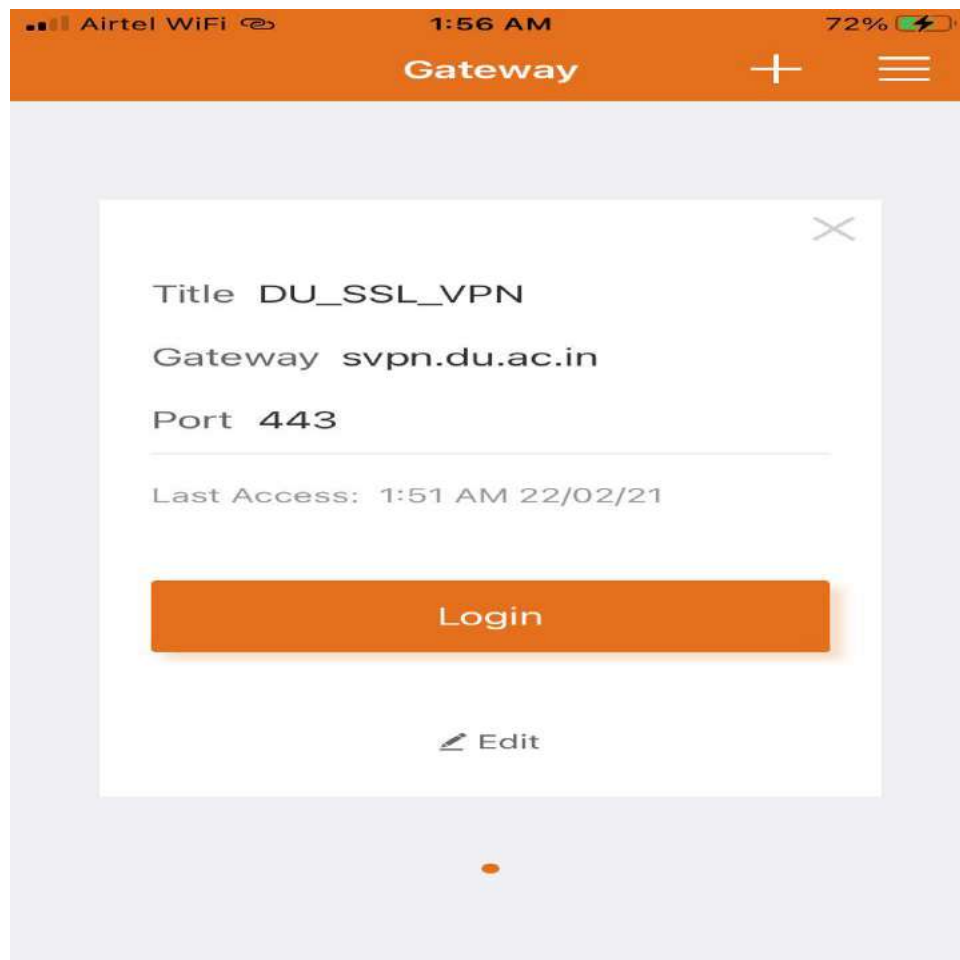 Airtel WiFi 1:56 AM 72%
Gateway
Title DU_SSL_VPN
Gateway svpn.du.ac.in
Port 443
Last Access: 1:51 AM 22/02/21
Login
Edit